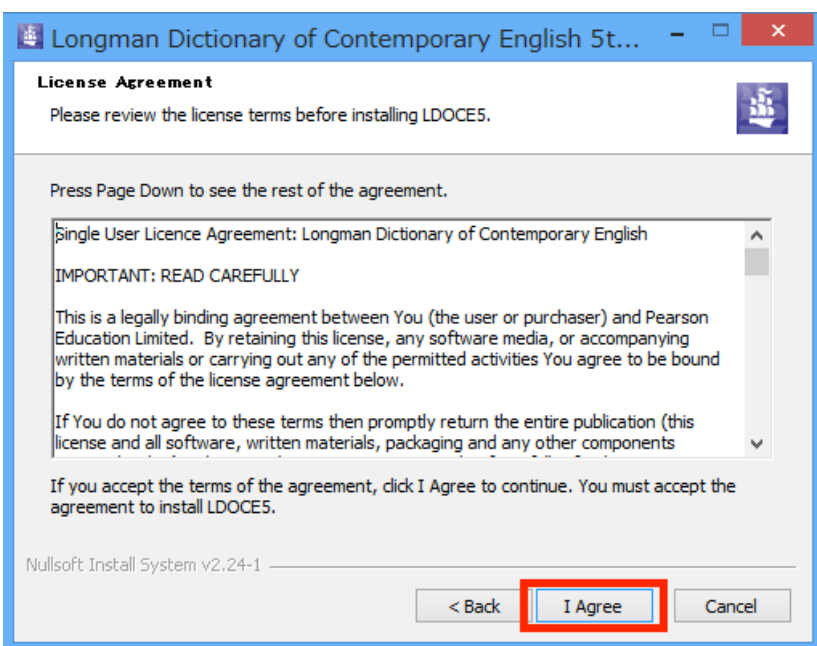 Longman Dictionary of Contemporary English 5t...
License Agreement
Please review the license terms before installing LDOCE5.
Press Page Down to see the rest of the agreement.
Single User Licence Agreement: Longman Dictionary of Contemporary English
IMPORTANT: READ CAREFULLY
This is a legally binding agreement between You (the user or purchaser) and Pearson
Education Limited.  By retaining this license, any software media, or accompanying
written materials or carrying out any of the permitted activities You agree to be bound
by the terms of the license agreement below.
If You do not agree to these terms then promptly return the entire publication (this
license and all software, written materials, packaging and any other components
If you accept the terms of the agreement, click I Agree to continue. You must accept the
agreement to install LDOCE5.
Nullsoft Install System v2.24-1
< Back
I Agree
Cancel